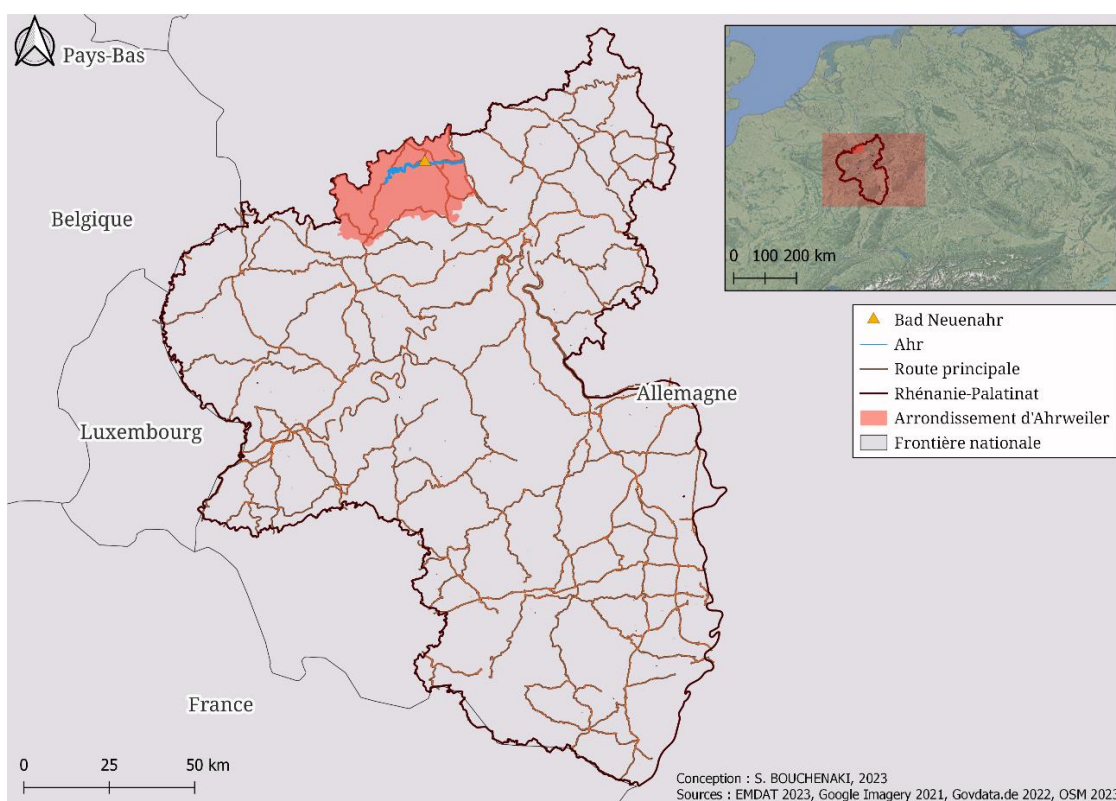 Pays-Bas
Belgique
Luxembourg
Allemagne
France
0 25 50 km
0 100 200 km
Bad Neuenahr
Ahr
Route principale
Rhénanie-Palatinat
Arrondissement d'Ahrweiler
Frontière nationale
Conception : S. BOUCHENAKI, 2023
Sources : EMDAT 2023, Google Imagery 2021, Govdata.de 2022, OSM 2023